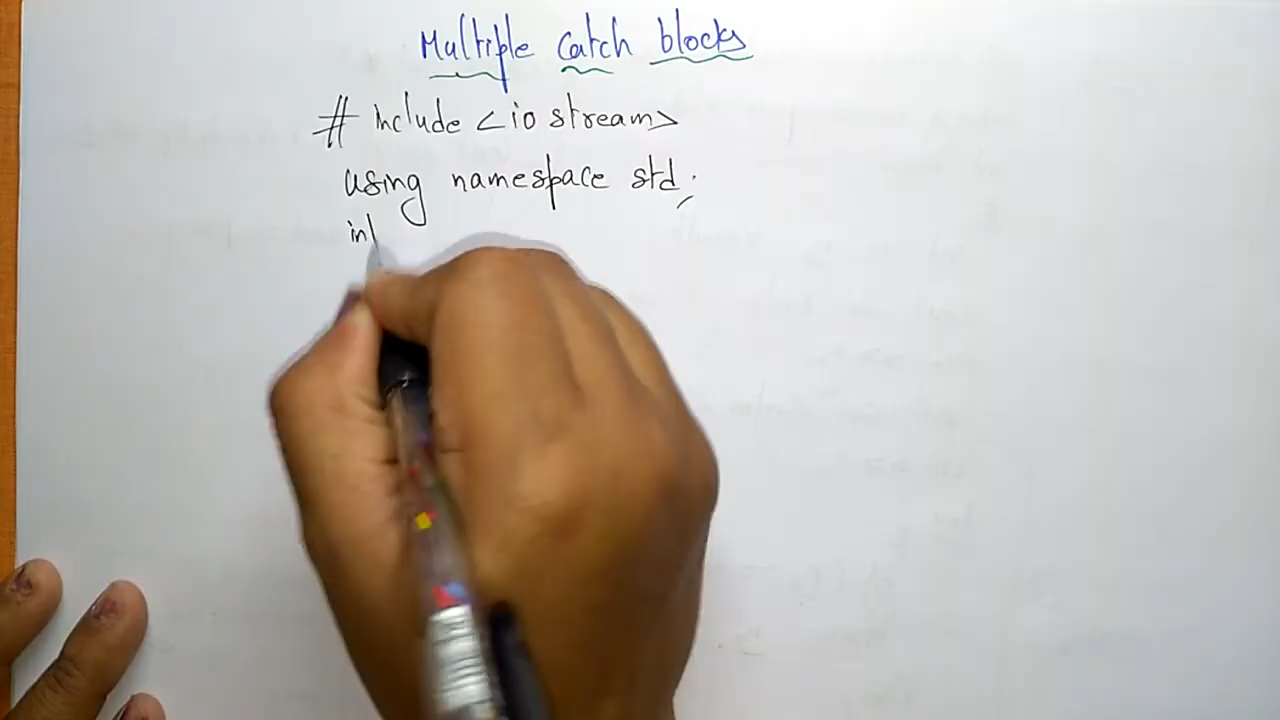 Multiple catch blocks
# include <iostream>
using namespace std;
int